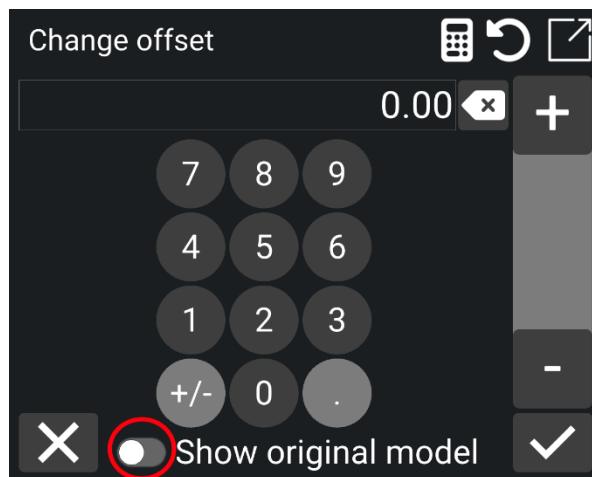 Change offset
0.00
+
7 8 9
4 5 6
1 2 3
+/- 0 .
-
Show original model